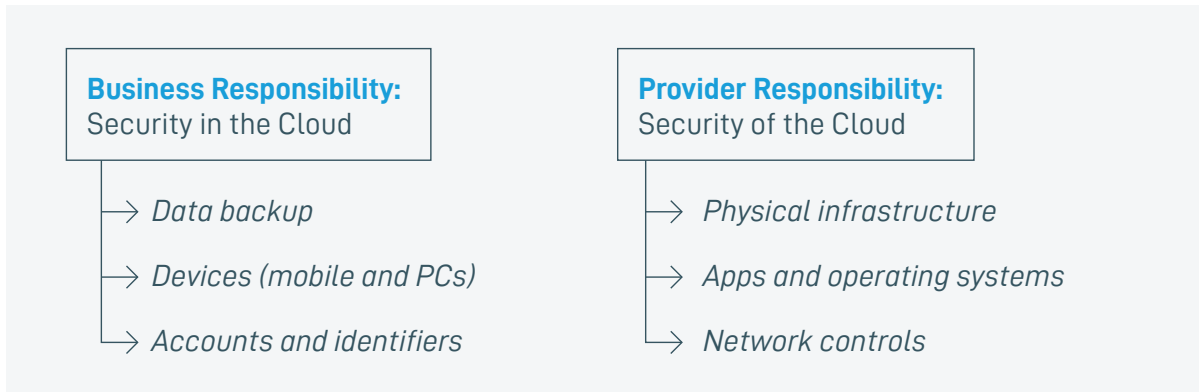 Business Responsibility:
Security in the Cloud
Data backup
Devices (mobile and PCs)
Accounts and identifiers
Provider Responsibility:
Security of the Cloud
Physical infrastructure
Apps and operating systems
Network controls